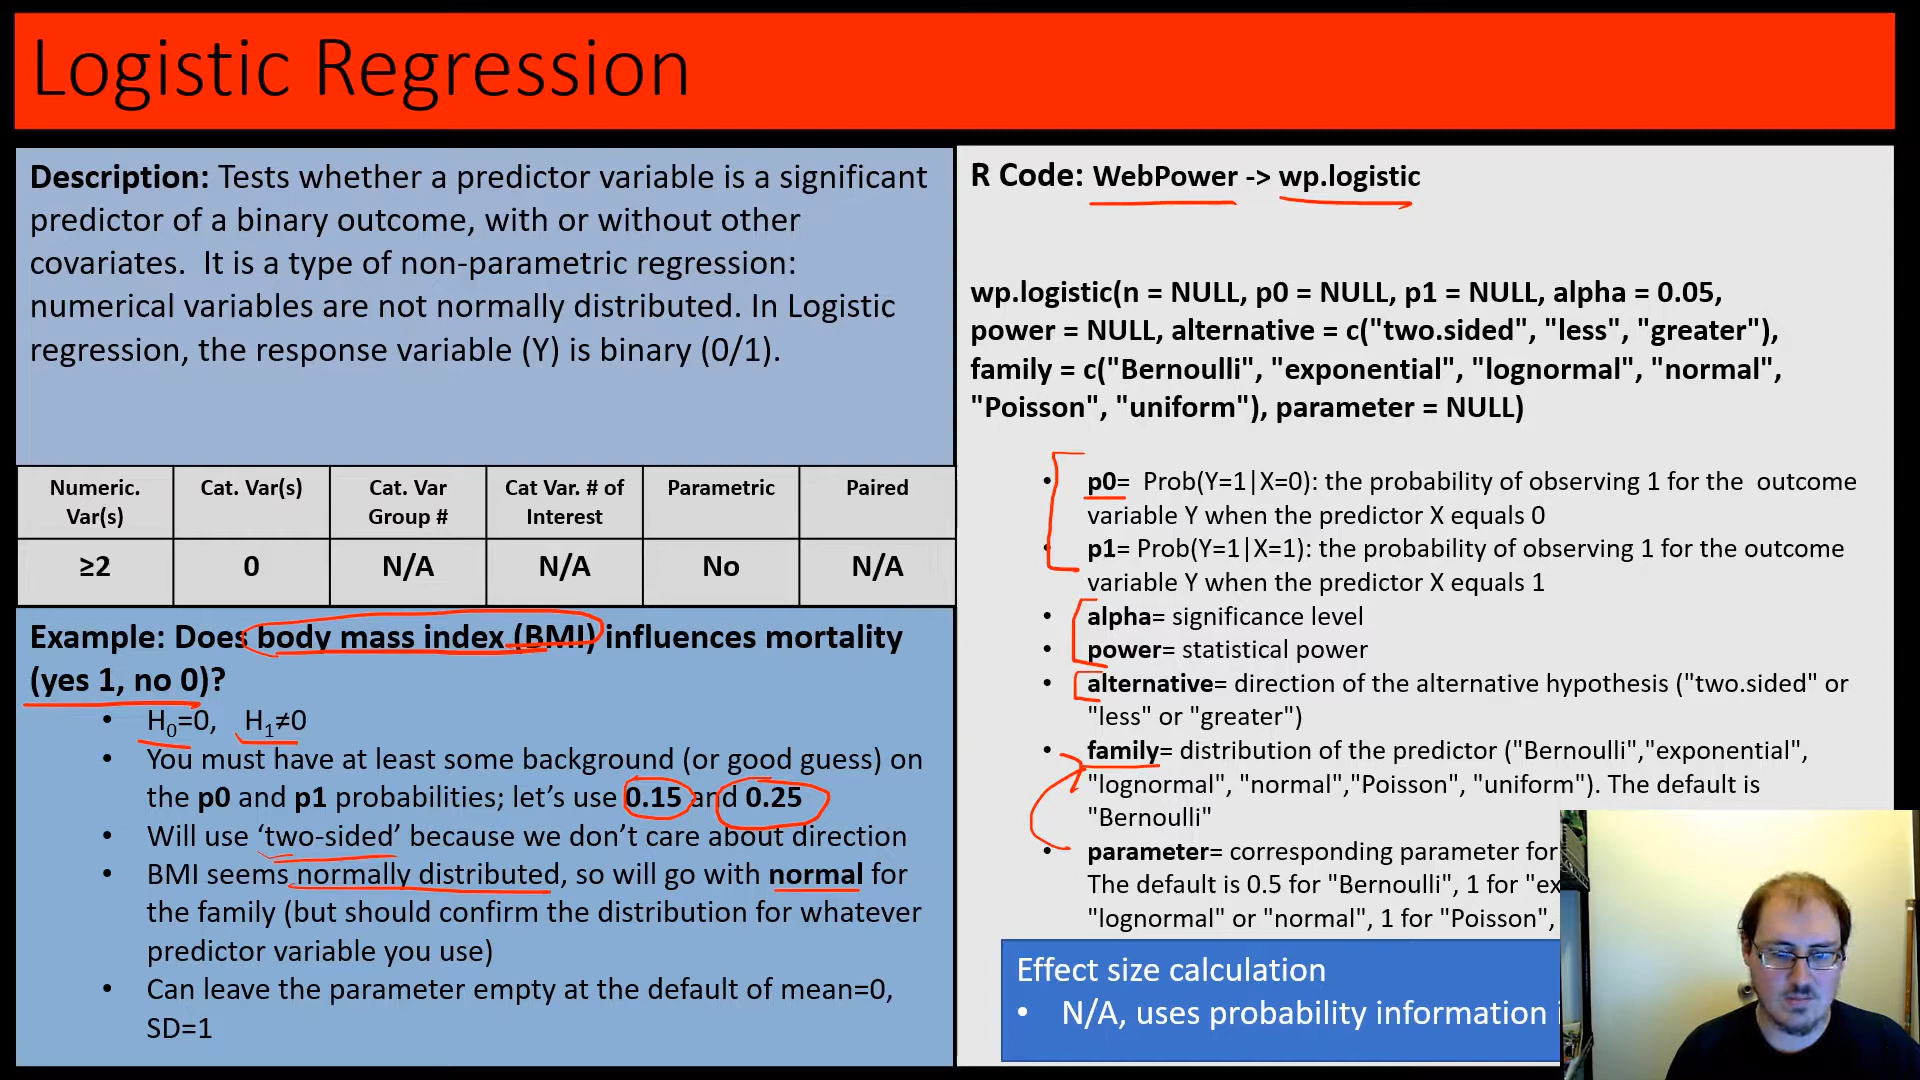 Logistic Regression
Description: Tests whether a predictor variable is a significant
predictor of a binary outcome, with or without other
covariates. It is a type of non-parametric regression:
numerical variables are not normally distributed. In Logistic
regression, the response variable (Y) is binary (0/1).
Numeric. Var(s) Cat. Var(s) Cat. Var Group # Cat Var. # of Interest Parametric Paired
≥2 0 N/A N/A No N/A
Example: Does body mass index (BMI) influences mortality
(yes 1, no 0)?
• H₀=0, H₁≠0
• You must have at least some background (or good guess) on
the p0 and p1 probabilities; let's use 0.15 and 0.25
• Will use ‘two-sided’ because we don’t care about direction
• BMI seems normally distributed, so will go with normal for
the family (but should confirm the distribution for whatever
predictor variable you use)
• Can leave the parameter empty at the default of mean=0,
SD=1
R Code: WebPower -> wp.logistic
wp.logistic(n = NULL, p0 = NULL, p1 = NULL, alpha = 0.05,
power = NULL, alternative = c("two.sided", "less", "greater"),
family = c("Bernoulli", "exponential", "lognormal", "normal",
"Poisson", "uniform"), parameter = NULL)
• p0= Prob(Y=1|X=0): the probability of observing 1 for the outcome
variable Y when the predictor X equals 0
• p1= Prob(Y=1|X=1): the probability of observing 1 for the outcome
variable Y when the predictor X equals 1
• alpha= significance level
• power= statistical power
• alternative= direction of the alternative hypothesis ("two.sided" or
"less" or "greater")
• family= distribution of the predictor ("Bernoulli","exponential",
"lognormal", "normal","Poisson", "uniform"). The default is
"Bernoulli"
• parameter= corresponding parameter for
The default is 0.5 for "Bernoulli", 1 for "ex
"lognormal" or "normal", 1 for "Poisson",
Effect size calculation
• N/A, uses probability information